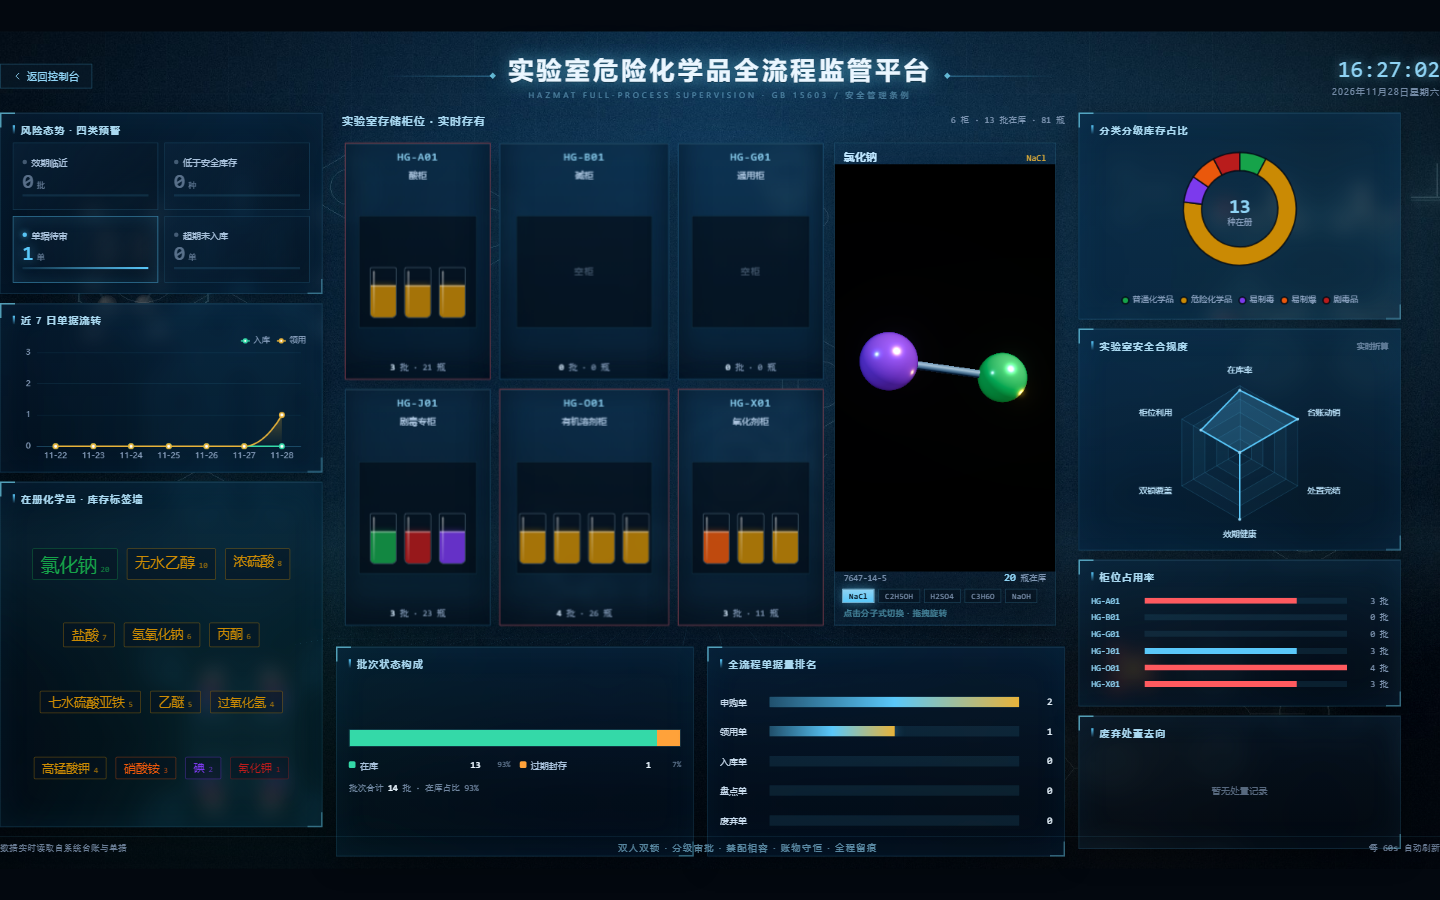 返回控制台
实验室危险化学品全流程监管平台
HAZMAT FULL-PROCESS SUPERVISION · GB 15603 / 安全管理条例
16:27:02
2026年11月28日星期六
风险态势 · 四类预警
效期临近
0 批
低于安全库存
0 种
单据待审
1 单
超期未入库
0 单
近 7 日单据流转
入库 领用
3
2
1
0
11-22 11-23 11-24 11-25 11-26 11-27 11-28
在册化学品 · 库存标签墙
氯化钠 20 无水乙醇 10 浓硫酸 8
盐酸 7 氢氧化钠 6 丙酮 6
七水硫酸亚铁 5 乙醚 5 过氧化氢 4
高锰酸钾 4 硝酸铵 3 碘 2 氰化钾 1
实验室存储柜位 · 实时存有
6 柜 · 13 批在库 · 81 瓶
HG-A01
酸柜
3 批 · 21 瓶
HG-B01
碱柜
空柜
0 批 · 0 瓶
HG-G01
通用柜
空柜
0 批 · 0 瓶
HG-J01
剧毒专柜
3 批 · 23 瓶
HG-O01
有机溶剂柜
4 批 · 26 瓶
HG-X01
氧化剂柜
3 批 · 11 瓶
氯化钠 NaCl
7647-14-5 20 瓶在库
NaCl C2H5OH H2SO4 C3H6O NaOH
点击分子式切换 · 拖拽旋转
批次状态构成
在库 13 93% 过期封存 1 7%
批次合计 14 批 · 在库占比 93%
全流程单据量排名
申购单 2
领用单 1
入库单 0
盘点单 0
废弃单 0
分类分级库存占比
13
种在册
普通化学品 危险化学品 易制毒 易制爆 剧毒品
实验室安全合规度 实时折算
在库率
台账动销
处置完结
效期健康
双锁覆盖
柜位利用
柜位占用率
HG-A01 3 批
HG-B01 0 批
HG-G01 0 批
HG-J01 3 批
HG-O01 4 批
HG-X01 3 批
废弃处置去向
暂无处置记录
数据实时读取自系统台账与单据
双人双锁 · 分级审批 · 禁配相容 · 账物守恒 · 全程留痕
每 60s 自动刷新